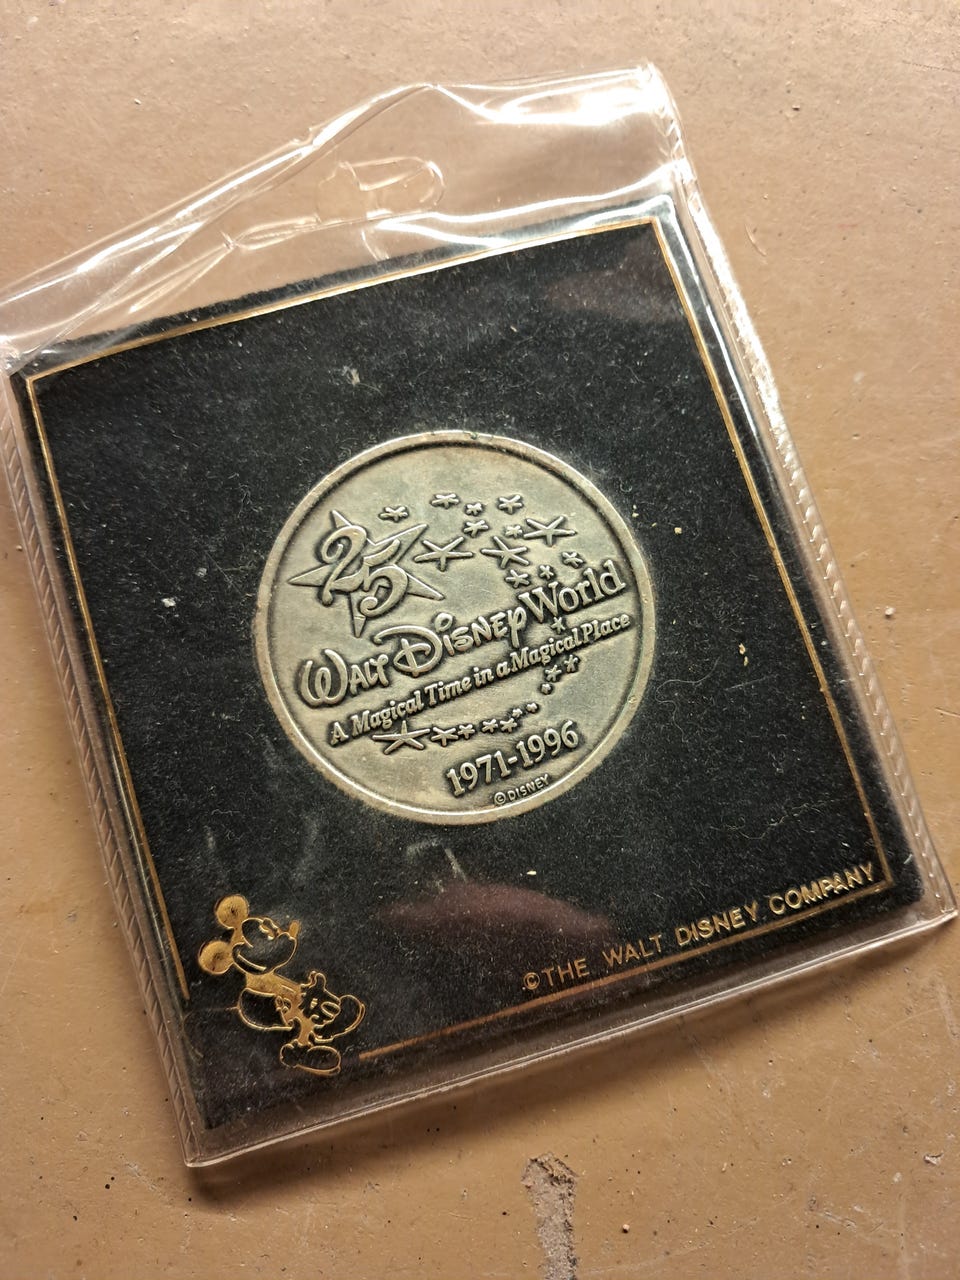 25
WALT DISNEY World
A Magical Time in a Magical Place
1971-1996
© DISNEY
© THE WALT DISNEY COMPANY